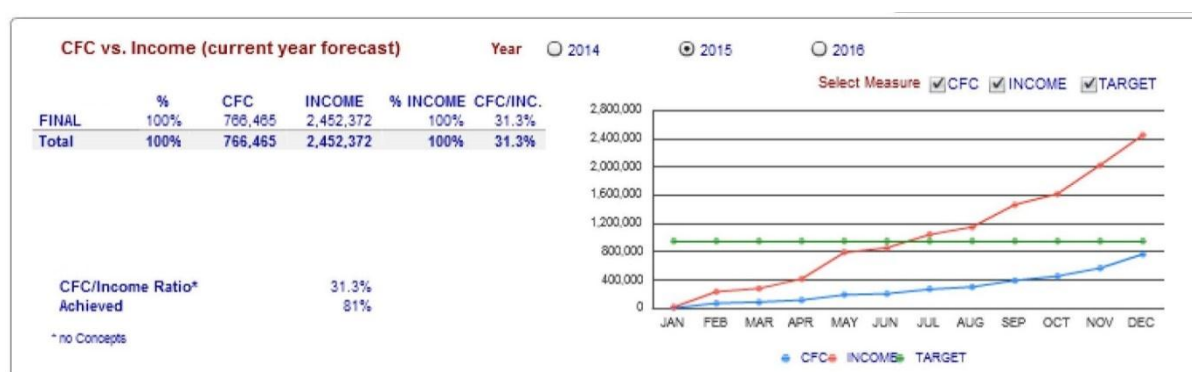 CFC vs. Income (current year forecast) Year 2014 2015 2016
Select Measure CFC INCOME TARGET
% CFC INCOME % INCOME CFC/INC.
FINAL 100% 766,465 2,452,372 100% 31.3%
Total 100% 766,465 2,452,372 100% 31.3%
CFC/Income Ratio* 31.3%
Achieved 81%
* no Concepts
2,800,000
2,400,000
2,000,000
1,600,000
1,200,000
800,000
400,000
0
JAN FEB MAR APR MAY JUN JUL AUG SEP OCT NOV DEC
CFC INCOME TARGET